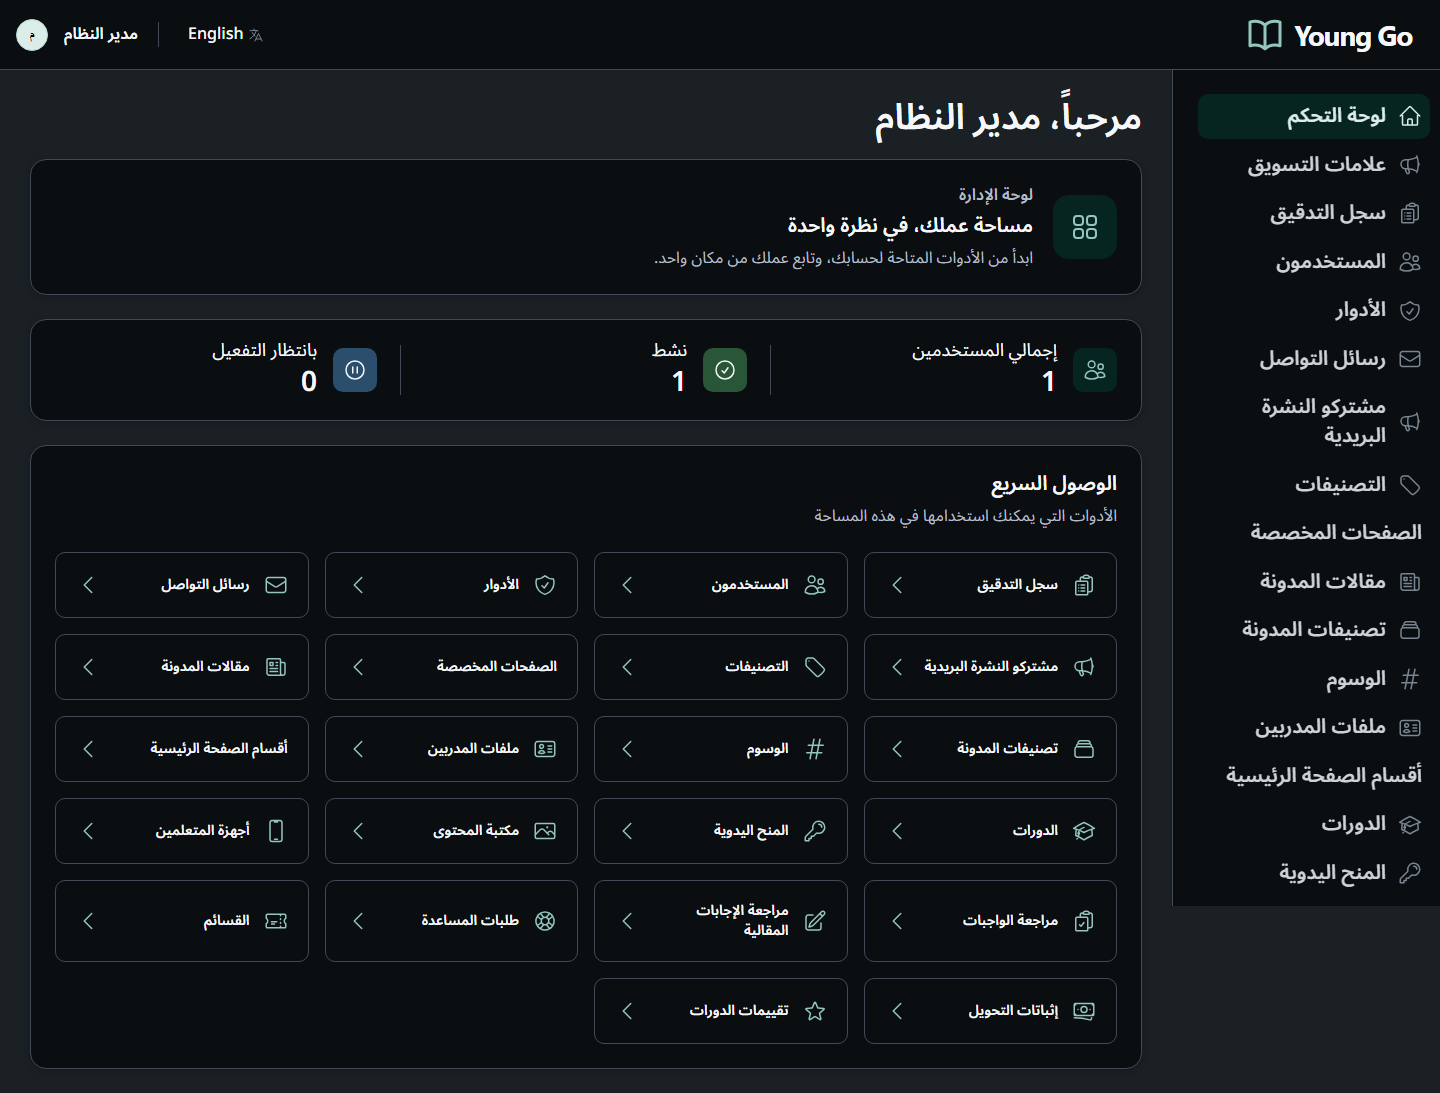 Young Go
English
مدير النظام
م
لوحة التحكم
علامات التسويق
سجل التدقيق
المستخدمون
الأدوار
رسائل التواصل
مشتركو النشرة
البريدية
التصنيفات
الصفحات المخصصة
مقالات المدونة
تصنيفات المدونة
الوسوم
ملفات المدربين
أقسام الصفحة الرئيسية
الدورات
المنح اليدوية
مرحباً، مدير النظام
لوحة الإدارة
مساحة عملك، في نظرة واحدة
ابدأ من الأدوات المتاحة لحسابك، وتابع عملك من مكان واحد.
إجمالي المستخدمين
1
نشط
1
بانتظار التفعيل
0
الوصول السريع
الأدوات التي يمكنك استخدامها في هذه المساحة
سجل التدقيق
المستخدمون
الأدوار
رسائل التواصل
مشتركو النشرة البريدية
التصنيفات
الصفحات المخصصة
مقالات المدونة
تصنيفات المدونة
الوسوم
ملفات المدربين
أقسام الصفحة الرئيسية
الدورات
المنح اليدوية
مكتبة المحتوى
أجهزة المتعلمين
مراجعة الواجبات
مراجعة الإجابات
المقالية
طلبات المساعدة
القسائم
إثباتات التحويل
تقييمات الدورات